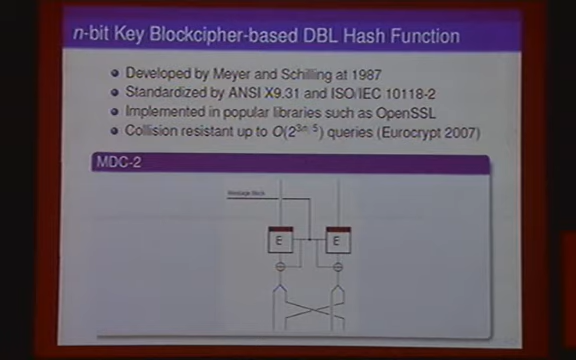 n-bit Key Blockcipher-based DBL Hash Function
Developed by Meyer and Schilling at 1987
Standardized by ANSI X9.31 and ISO/IEC 10118-2
Implemented in popular libraries such as OpenSSL
Collision resistant up to O(2^{3n/5}) queries (Eurocrypt 2007)
MDC-2
Message Block
E E